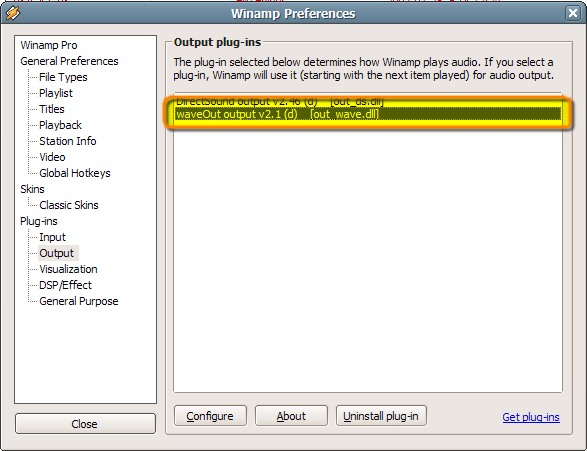 Winamp Preferences
Winamp Pro
General Preferences
File Types
Playlist
Titles
Playback
Station Info
Video
Global Hotkeys
Skins
Classic Skins
Plug-ins
Input
Output
Visualization
DSP/Effect
General Purpose
Close
Output plug-ins
The plug-in selected below determines how Winamp plays audio. If you select a
plug-in, Winamp will use it (starting with the next item played) for audio output.
DirectSound output v2.46 (d) [out_ds.dll]
waveOut output v2.1 (d) [out_wave.dll]
Configure
About
Uninstall plug-in
Get plug-ins